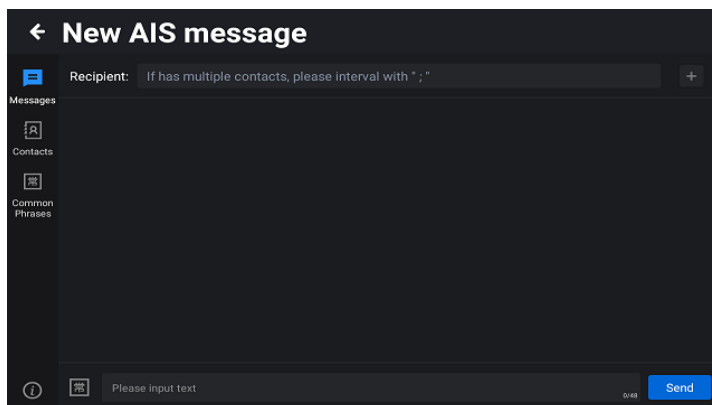 New AIS message
Recipient: If has multiple contacts, please interval with " ; "
+
Messages
Contacts
常
Common
Phrases
常
Please input text
0/48
Send